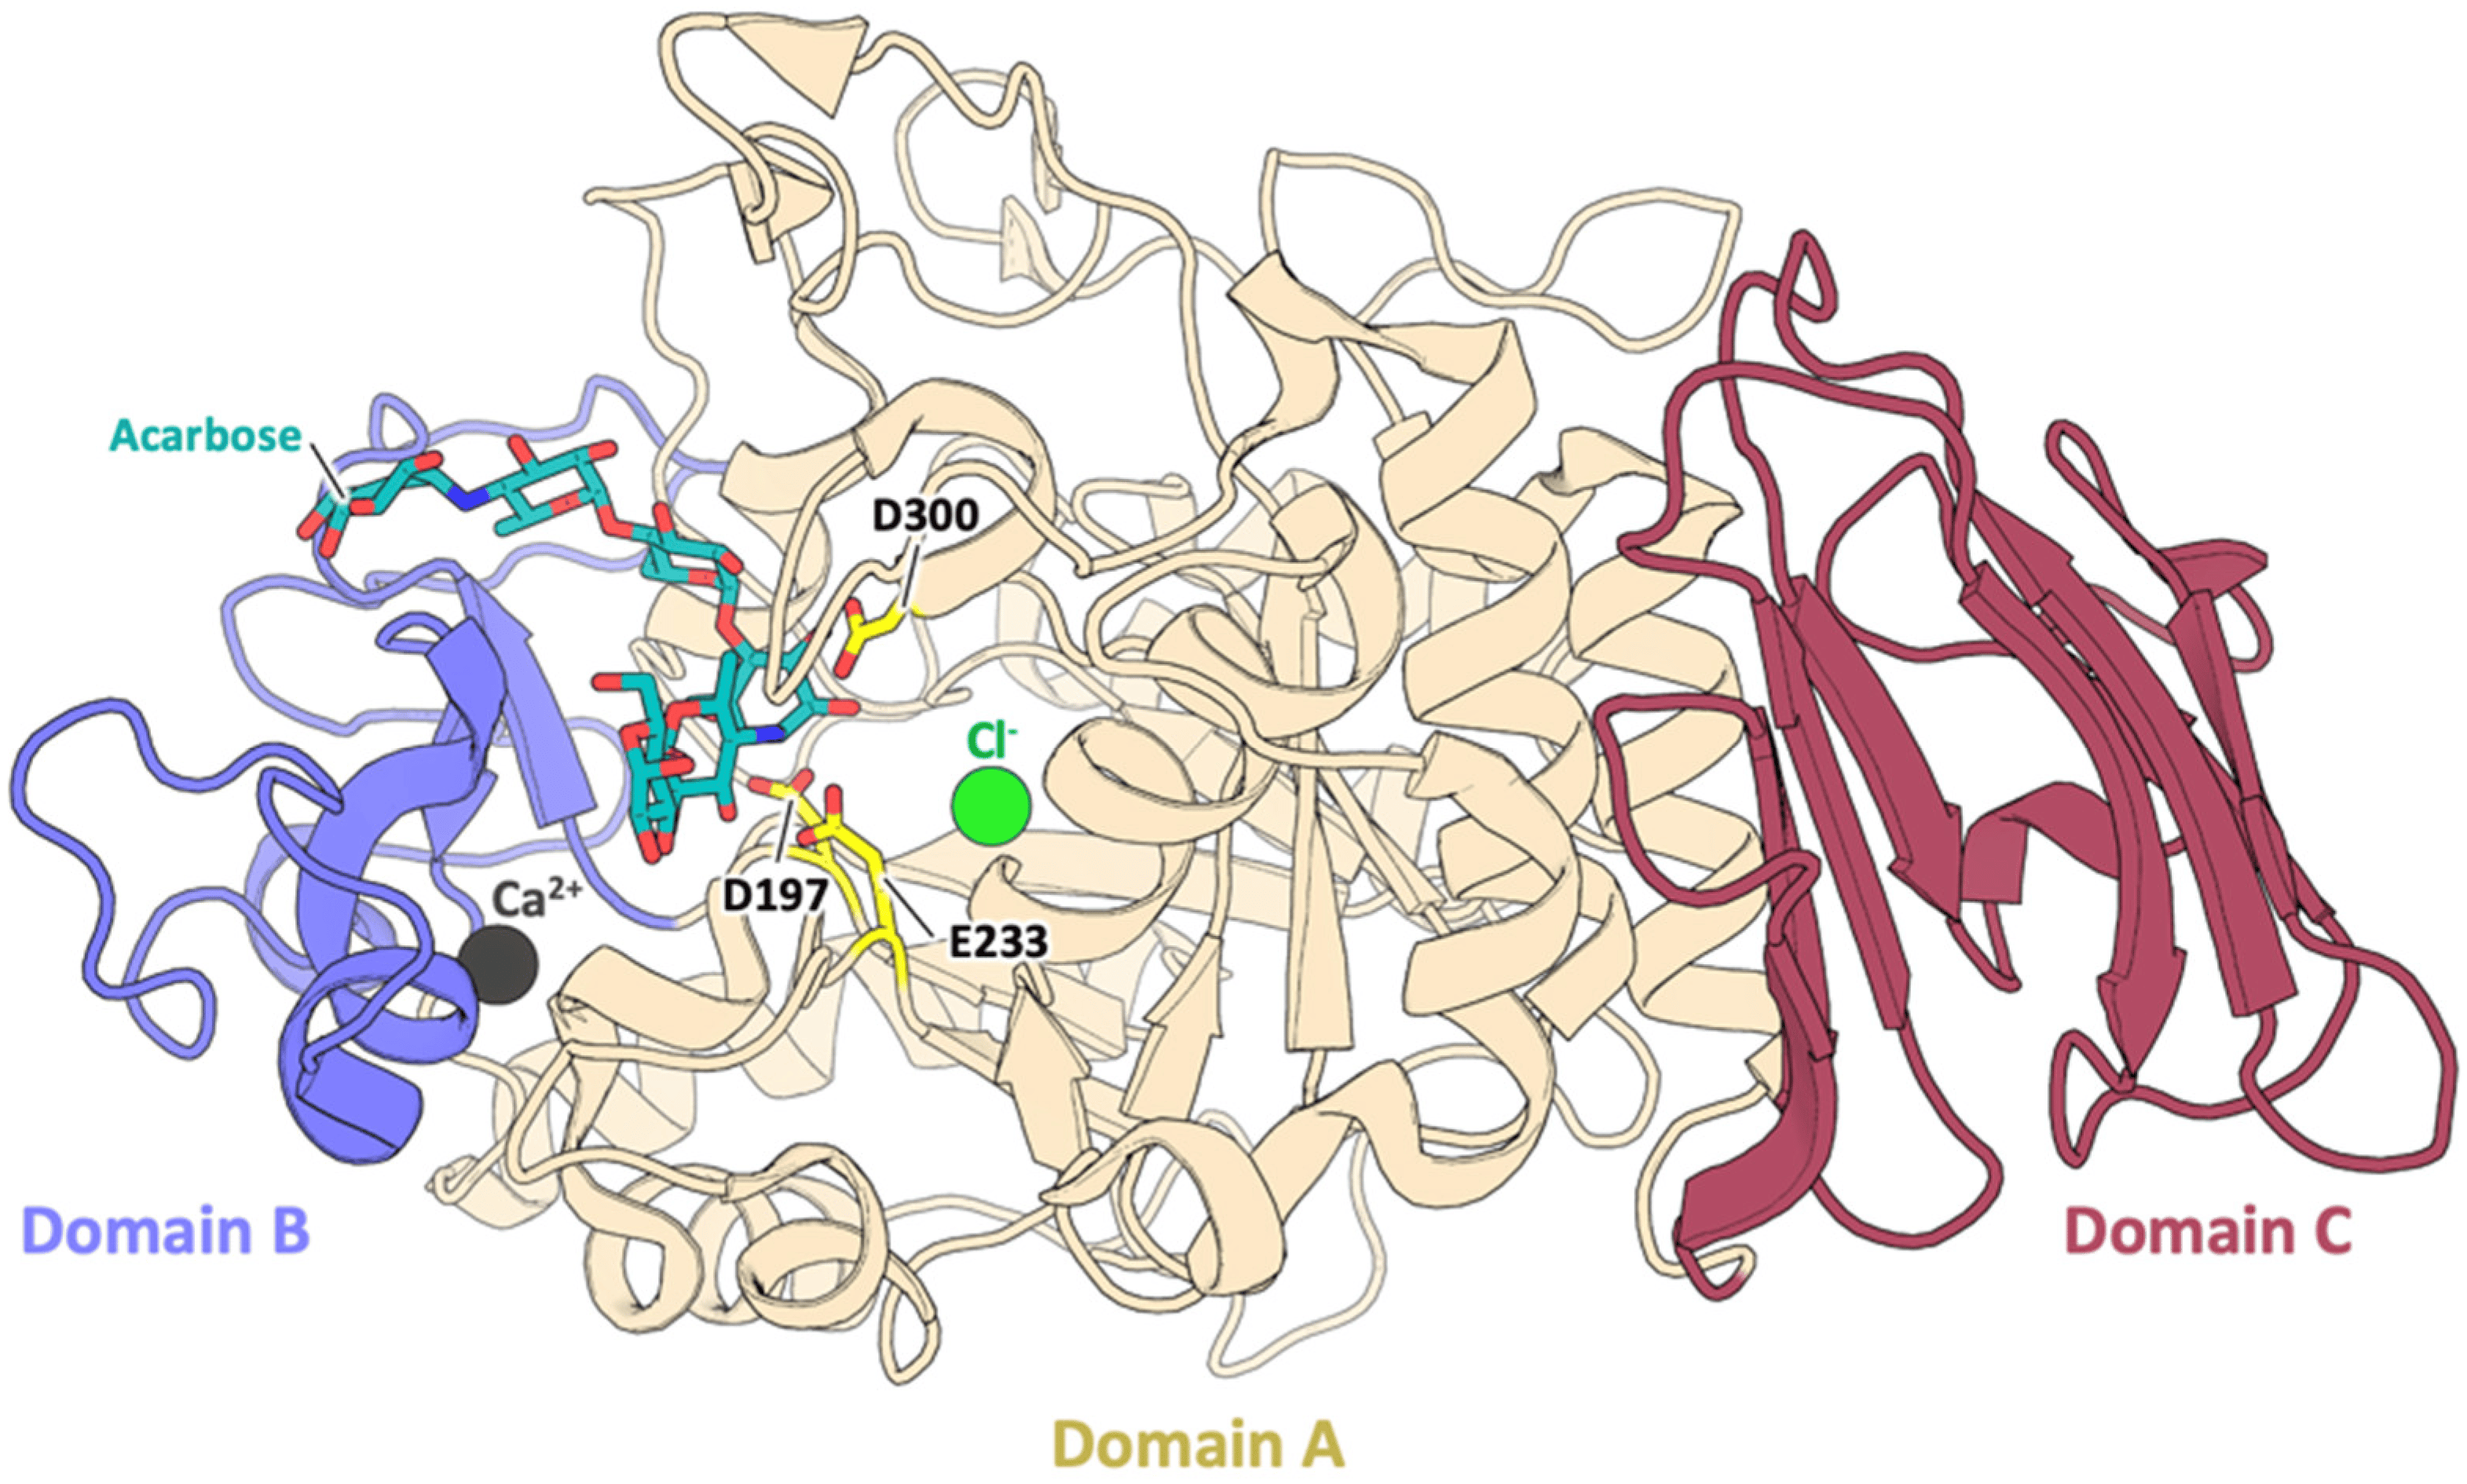 Acarbose
D300
Cl⁻
D197
Ca²⁺
E233
Domain B
Domain C
Domain A